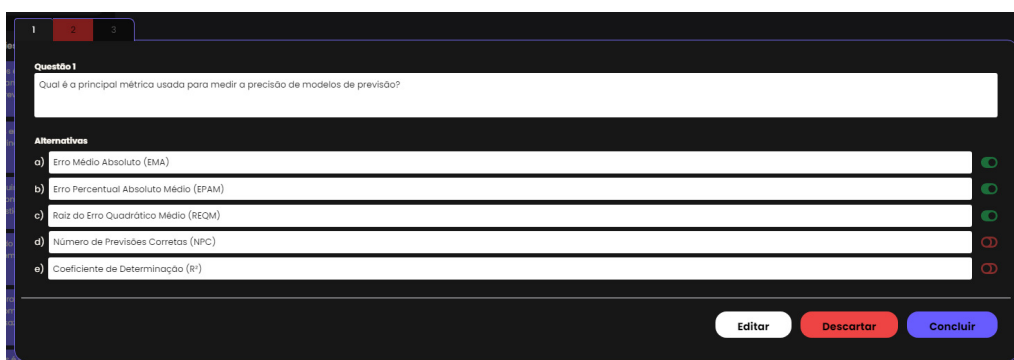 1 2 3
Questão 1
Qual é a principal métrica usada para medir a precisão de modelos de previsão?
Alternativas
a) Erro Médio Absoluto (EMA)
b) Erro Percentual Absoluto Médio (EPAM)
c) Raiz do Erro Quadrático Médio (REQM)
d) Número de Previsões Corretas (NPC)
e) Coeficiente de Determinação (R²)
Editar Descartar Concluir